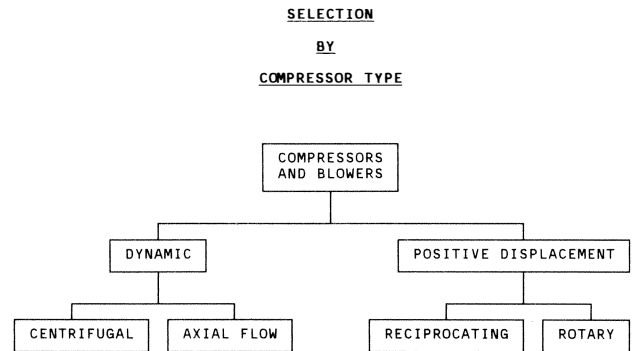 SELECTION
BY
COMPRESSOR TYPE
COMPRESSORS
AND BLOWERS
DYNAMIC
POSITIVE DISPLACEMENT
CENTRIFUGAL
AXIAL FLOW
RECIPROCATING
ROTARY